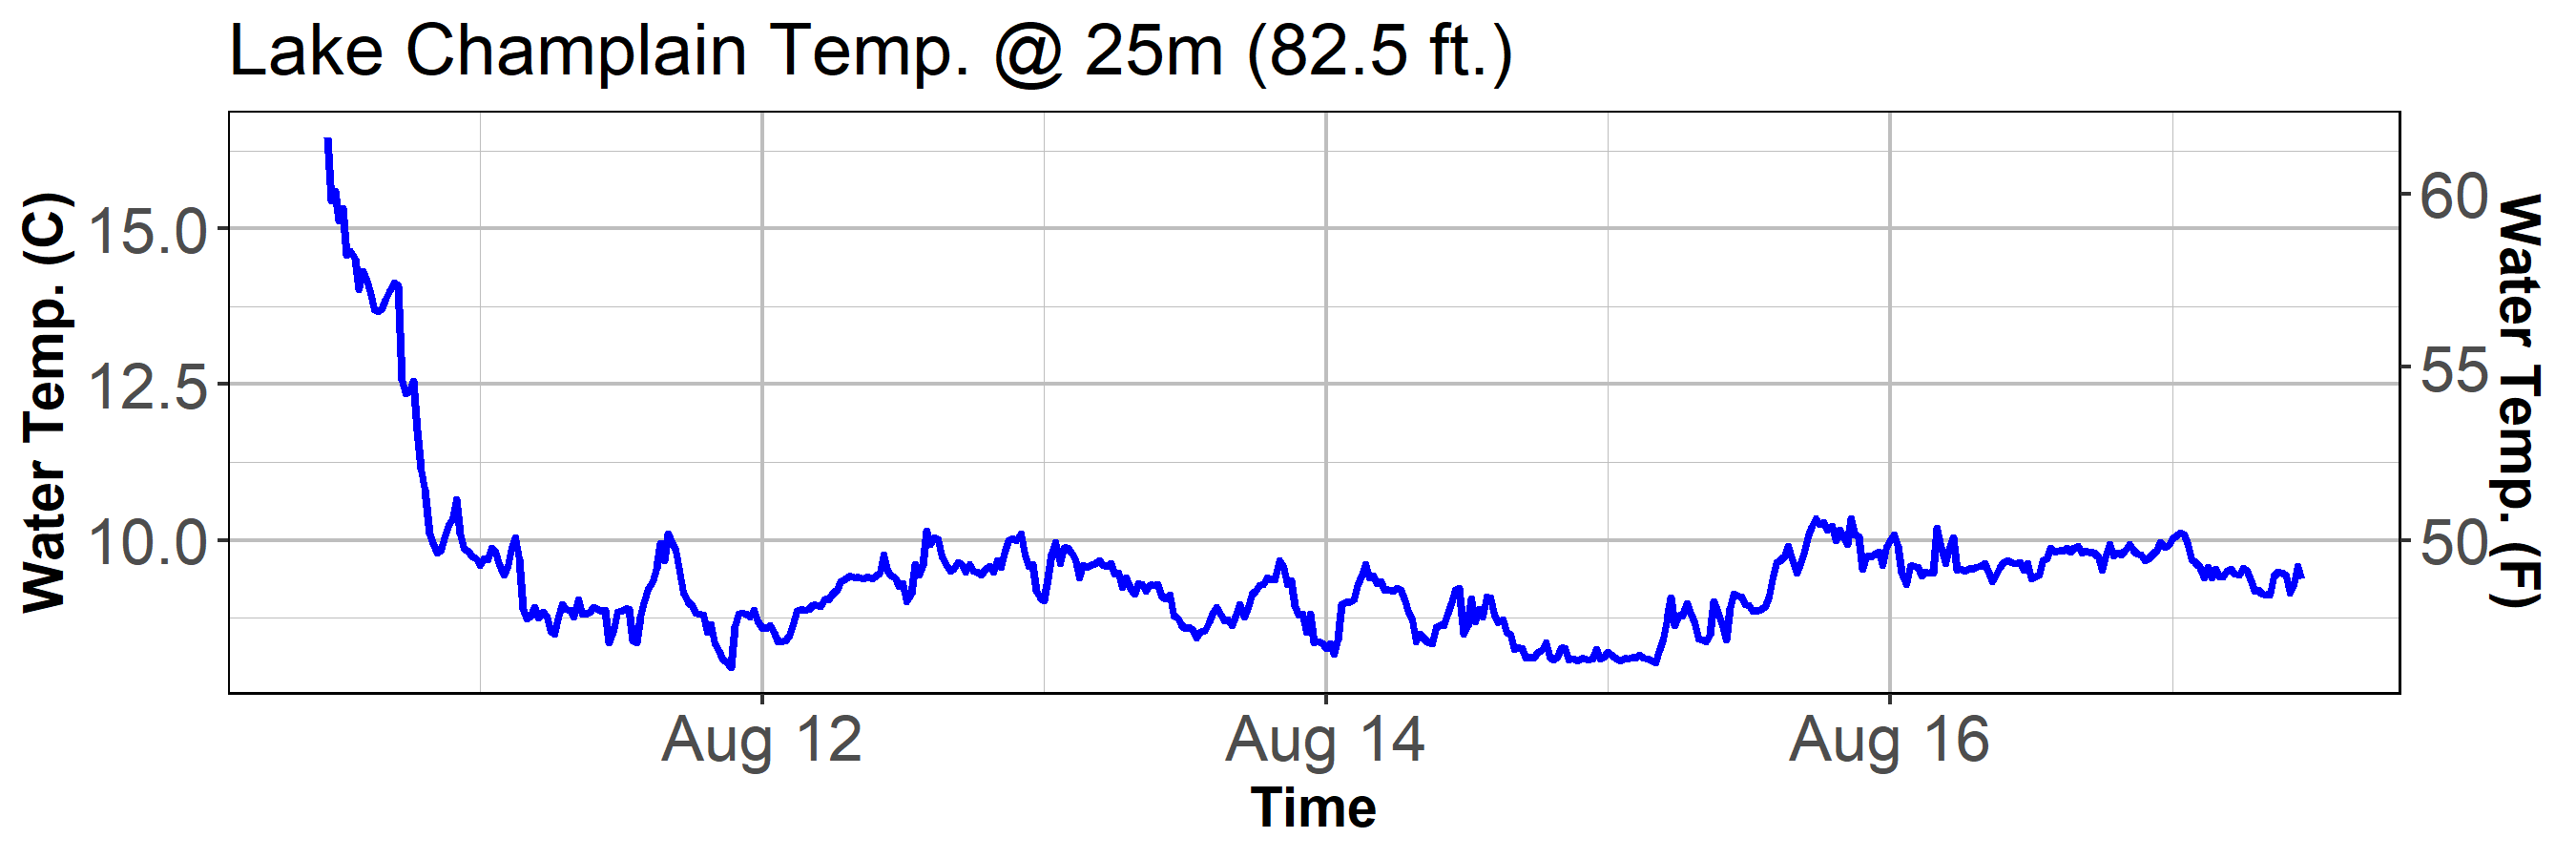 Lake Champlain Temp. @ 25m (82.5 ft.)
Water Temp. (C)
15.0
12.5
10.0
60
55
50
Water Temp. (F)
Aug 12
Aug 14
Aug 16
Time